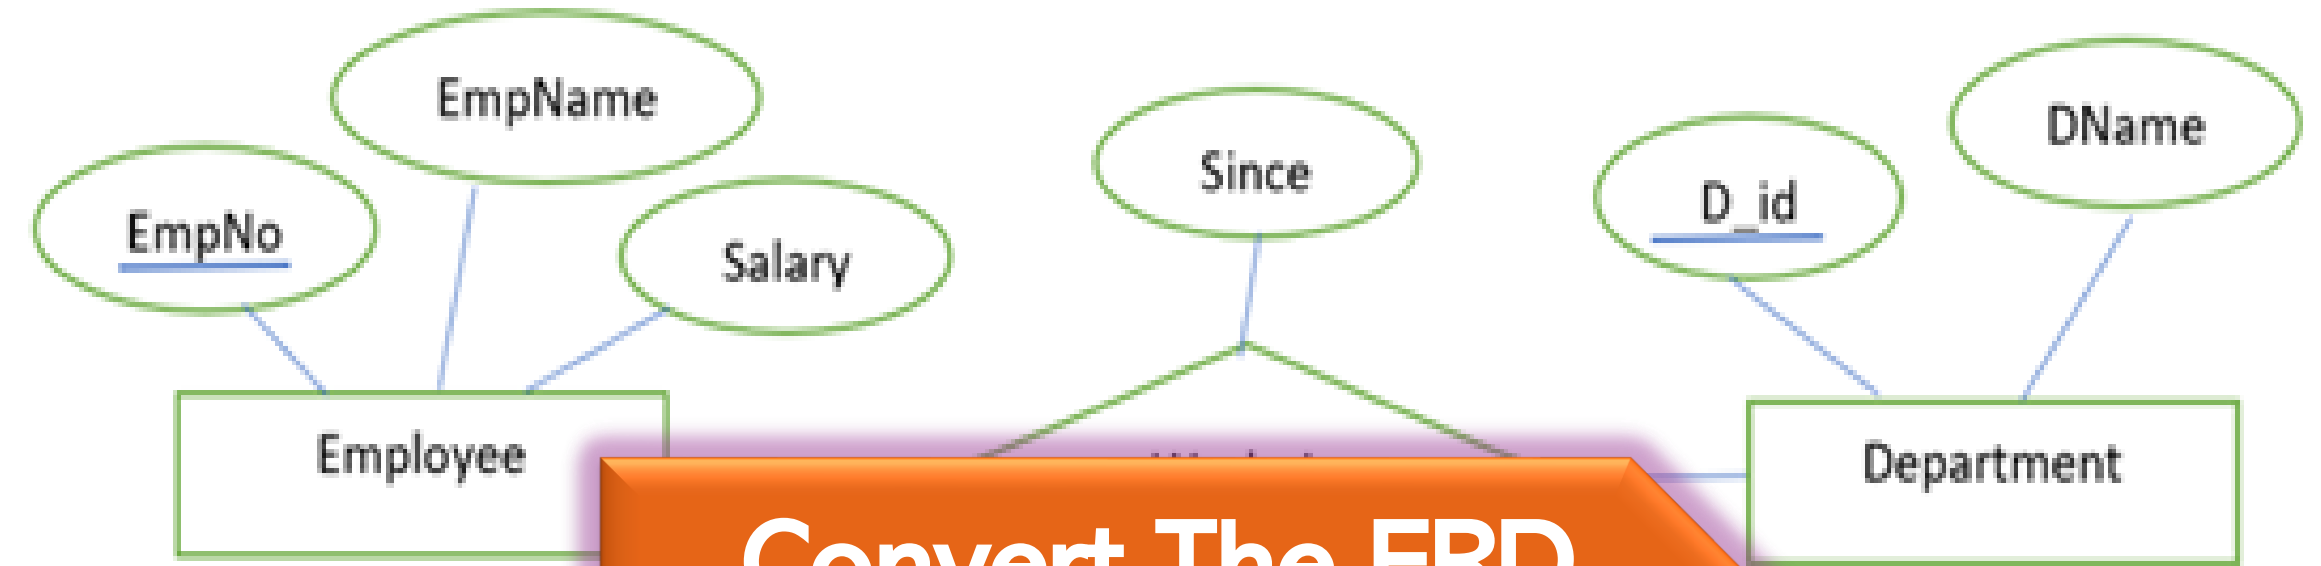 EmpName
DName
Since
D_id
EmpNo
Salary
Employee
Department
Convert The ERD